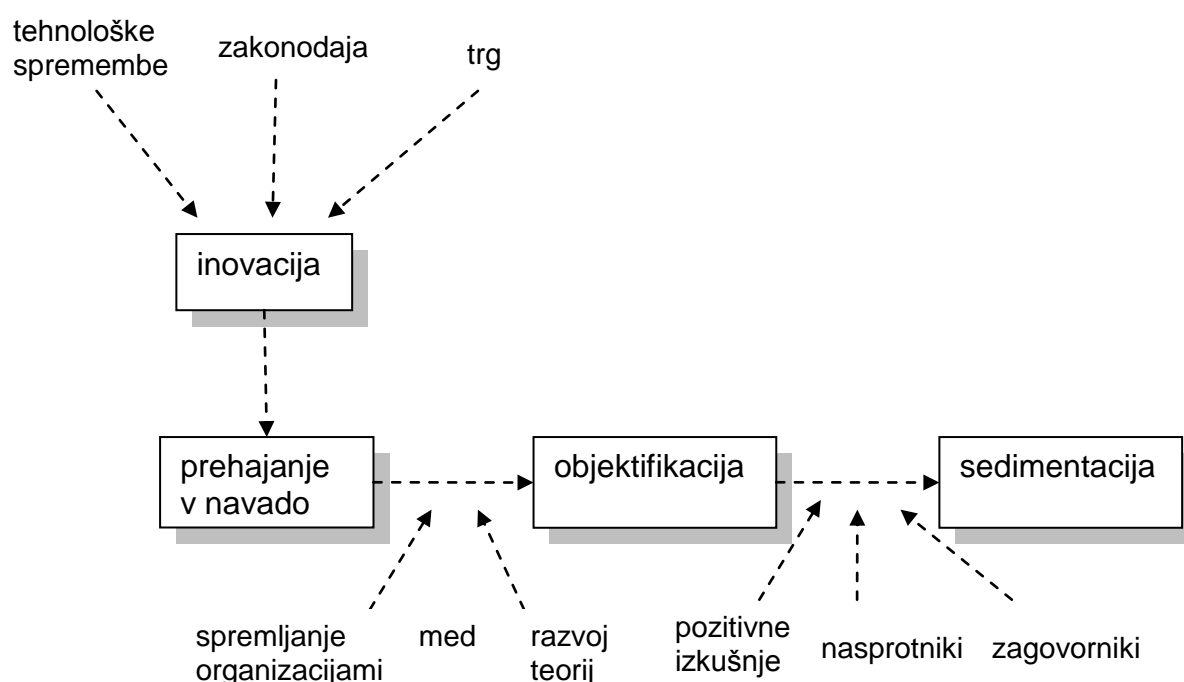 tehnološke
spremembe
zakonodaja
trg
inovacija
prehajanje
v navado
objektifikacija
sedimentacija
spremljanje med
organizacijami
razvoj
teorij
pozitivne
izkušnje
nasprotniki
zagovorniki